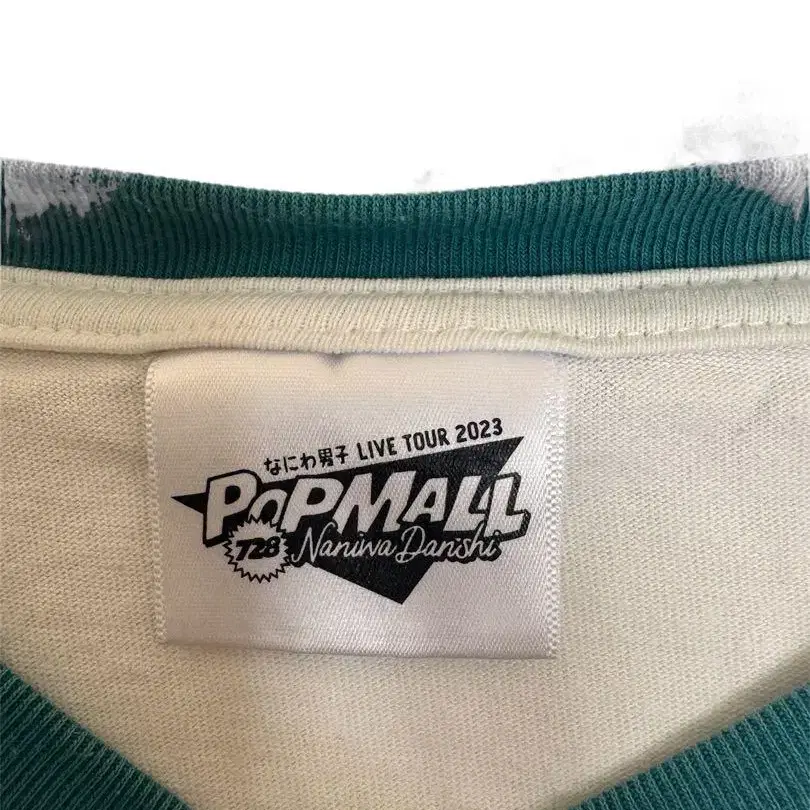 なにわ男子 LIVE TOUR 2023
POPMALL
728 Naniwa Danshi